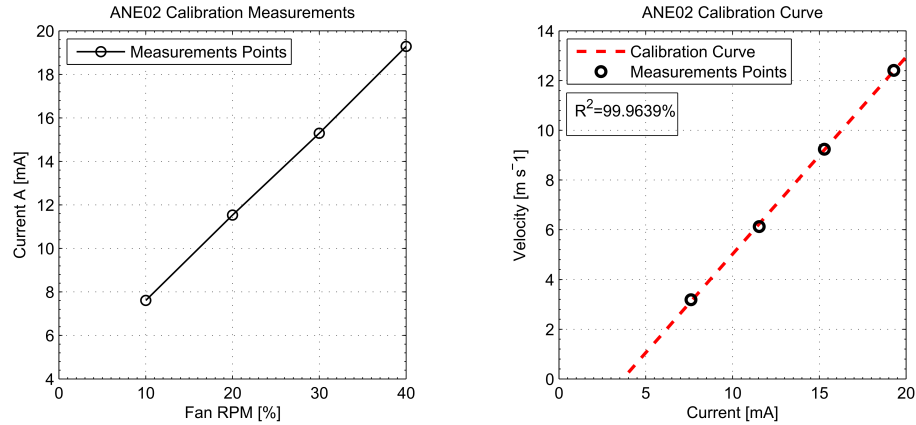 ANE02 Calibration Measurements
20
18
16
14
12
10
8
6
4
0
10
20
30
40
Current A [mA]
Fan RPM [%]
Measurements Points
ANE02 Calibration Curve
14
12
10
8
6
4
2
0
0
5
10
15
20
Velocity [m s⁻1]
Current [mA]
Calibration Curve
Measurements Points
R²=99.9639%